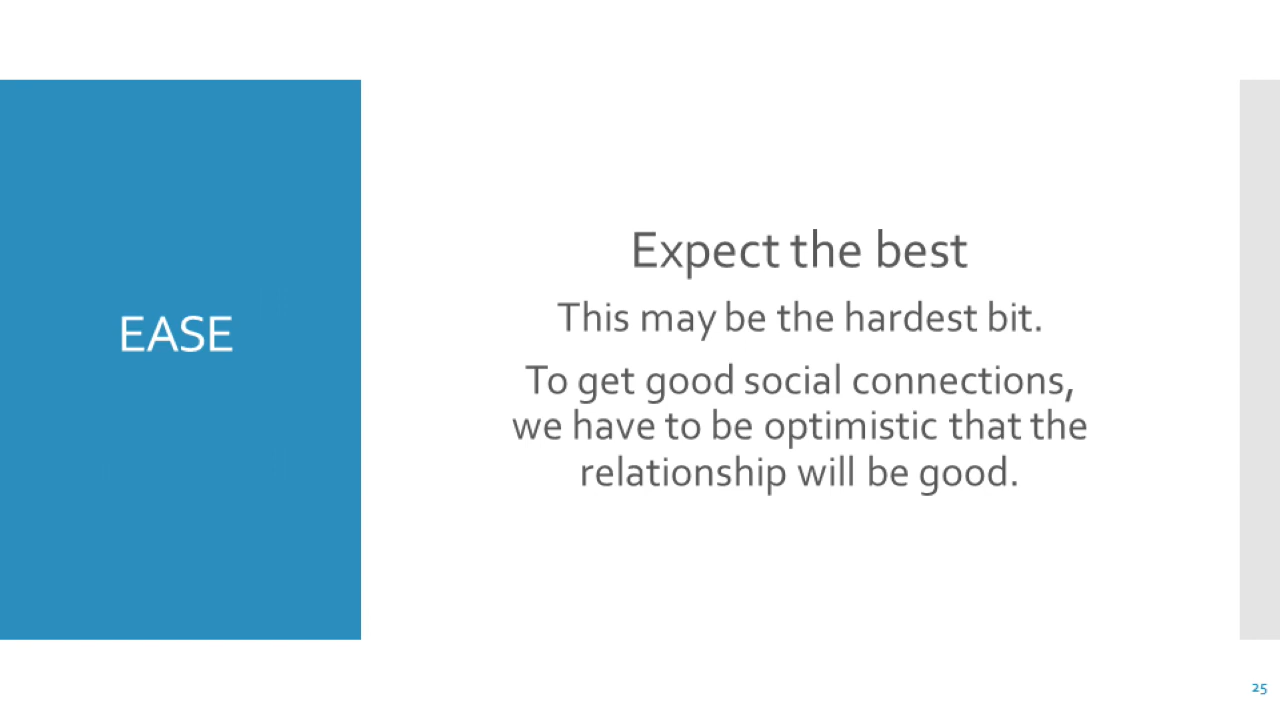 EASE
Expect the best
This may be the hardest bit.
To get good social connections,
we have to be optimistic that the
relationship will be good.
25